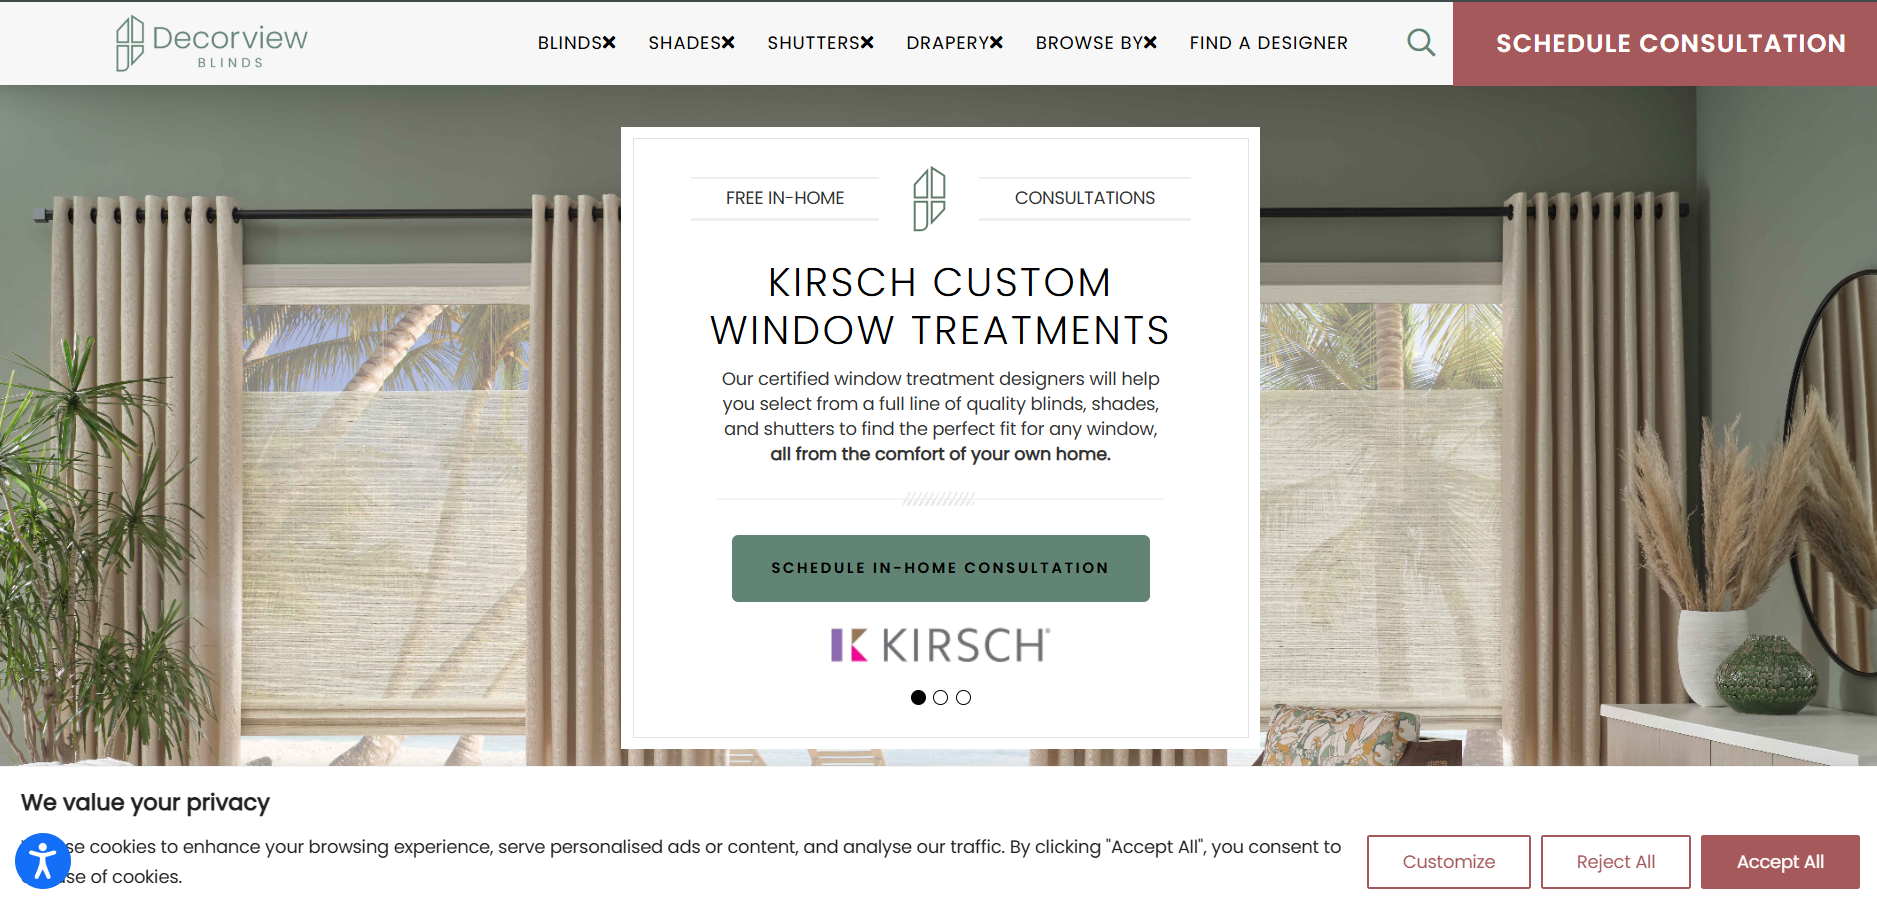 Decorview
BLINDS
BLINDS
SHADES
SHUTTERS
DRAPERY
BROWSE BY
FIND A DESIGNER
SCHEDULE CONSULTATION
FREE IN-HOME
CONSULTATIONS
KIRSCH CUSTOM
WINDOW TREATMENTS
Our certified window treatment designers will help
you select from a full line of quality blinds, shades,
and shutters to find the perfect fit for any window,
all from the comfort of your own home.
SCHEDULE IN-HOME CONSULTATION
KIRSCH®
We value your privacy
cookies to enhance your browsing experience, serve personalised ads or content, and analyse our traffic. By clicking "Accept All", you consent to
of cookies.
Customize
Reject All
Accept All